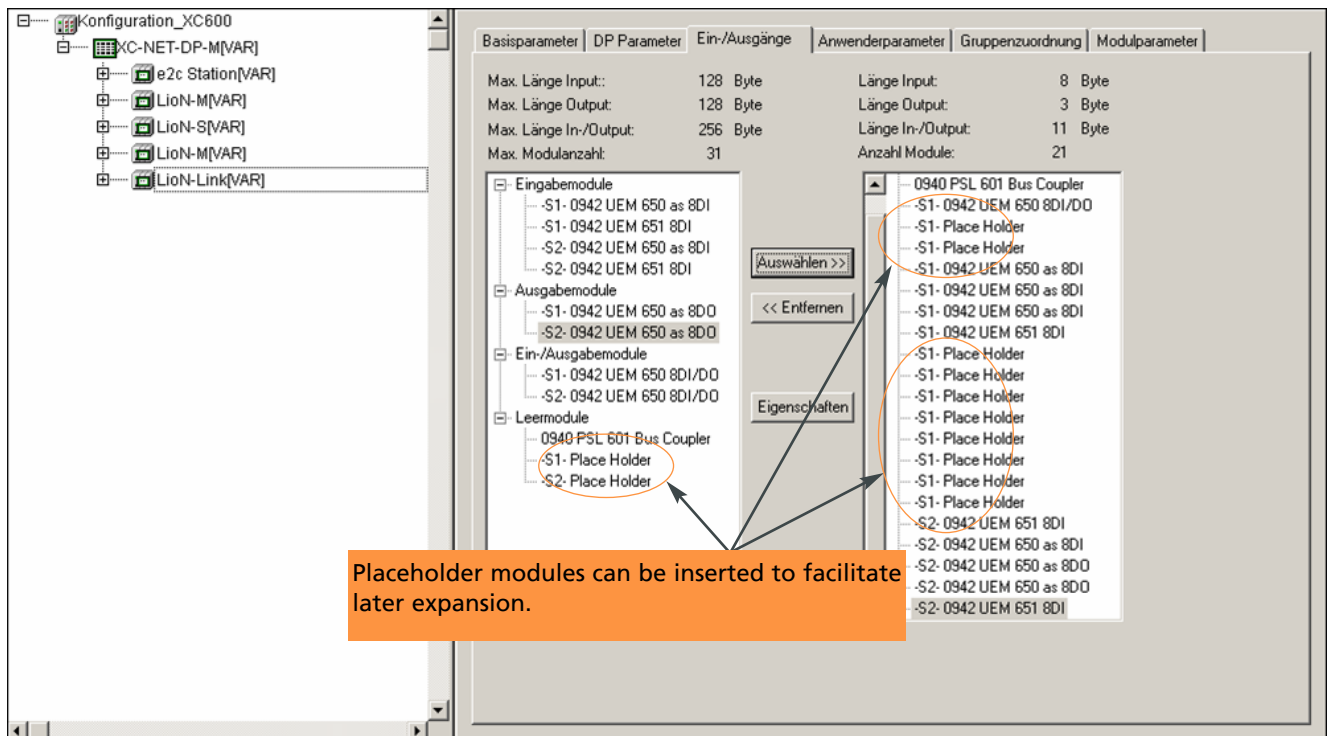 Konfiguration_XC600
XC-NET-DP-M[VAR]
e2c Station[VAR]
LioN-M[VAR]
LioN-S[VAR]
LioN-M[VAR]
LioN-Link[VAR]
Basisparameter DP Parameter Ein-/Ausgänge Anwenderparameter Gruppenzuordnung Modulparameter
Max. Länge Input:: 128 Byte Länge Input: 8 Byte
Max. Länge Output: 128 Byte Länge Output: 3 Byte
Max. Länge In-/Output: 256 Byte Länge In-/Output: 11 Byte
Max. Modulanzahl: 31 Anzahl Module: 21
Eingabemodule
-S1- 0942 UEM 650 as 8DI
-S1- 0942 UEM 651 8DI
-S2- 0942 UEM 650 as 8DI
-S2- 0942 UEM 651 8DI
Ausgabemodule
-S1- 0942 UEM 650 as 8DO
-S2- 0942 UEM 650 as 8DO
Ein-/Ausgabemodule
-S1- 0942 UEM 650 8DI/DO
-S2- 0942 UEM 650 8DI/DO
Leermodule
0940 PSL 601 Bus Coupler
-S1- Place Holder
-S2- Place Holder
Auswählen >>
<< Entfernen
Eigenschaften
0940 PSL 601 Bus Coupler
-S1- 0942 UEM 650 8DI/DO
-S1- Place Holder
-S1- Place Holder
-S1- 0942 UEM 650 as 8DI
-S1- 0942 UEM 650 as 8DI
-S1- 0942 UEM 650 as 8DI
-S1- 0942 UEM 651 8DI
-S1- Place Holder
-S1- Place Holder
-S1- Place Holder
-S1- Place Holder
-S1- Place Holder
-S1- Place Holder
-S1- Place Holder
-S1- Place Holder
-S2- 0942 UEM 651 8DI
-S2- 0942 UEM 650 as 8DI
-S2- 0942 UEM 650 as 8DO
-S2- 0942 UEM 650 as 8DO
-S2- 0942 UEM 651 8DI
Placeholder modules can be inserted to facilitate
later expansion.